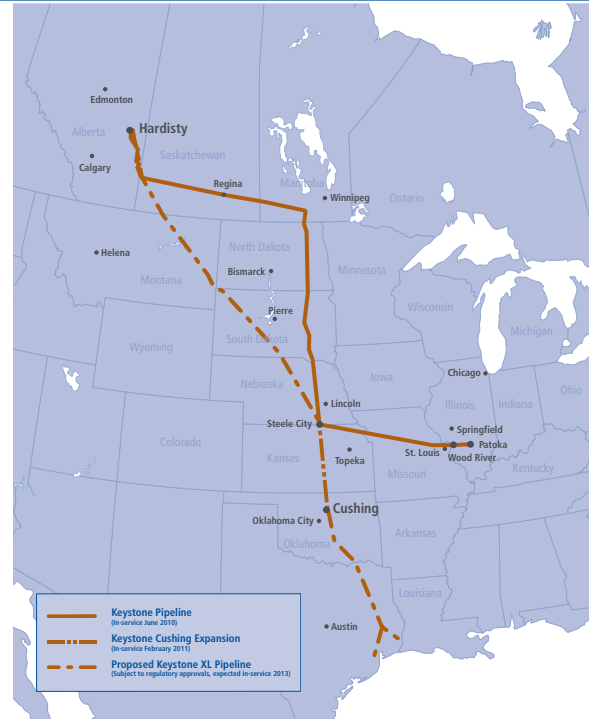 Edmonton
Hardisty
Alberta
Saskatchewan
Calgary
Regina
Manitoba
Winnipeg
Ontario
Helena
North Dakota
Bismarck
Minnesota
Montana
Pierre
Wisconsin
Michigan
South Dakota
Wyoming
Chicago
Iowa
Nebraska
Illinois
Indiana
Ohio
Lincoln
Steele City
Springfield
Patoka
Colorado
St. Louis
Wood River
Kansas
Topeka
Missouri
Kentucky
Cushing
Oklahoma City
Arkansas
Oklahoma
Louisiana
Austin
Keystone Pipeline
(In-service June 2010)
Keystone Cushing Expansion
(In-service February 2011)
Proposed Keystone XL Pipeline
(Subject to regulatory approvals, expected in-service 2013)